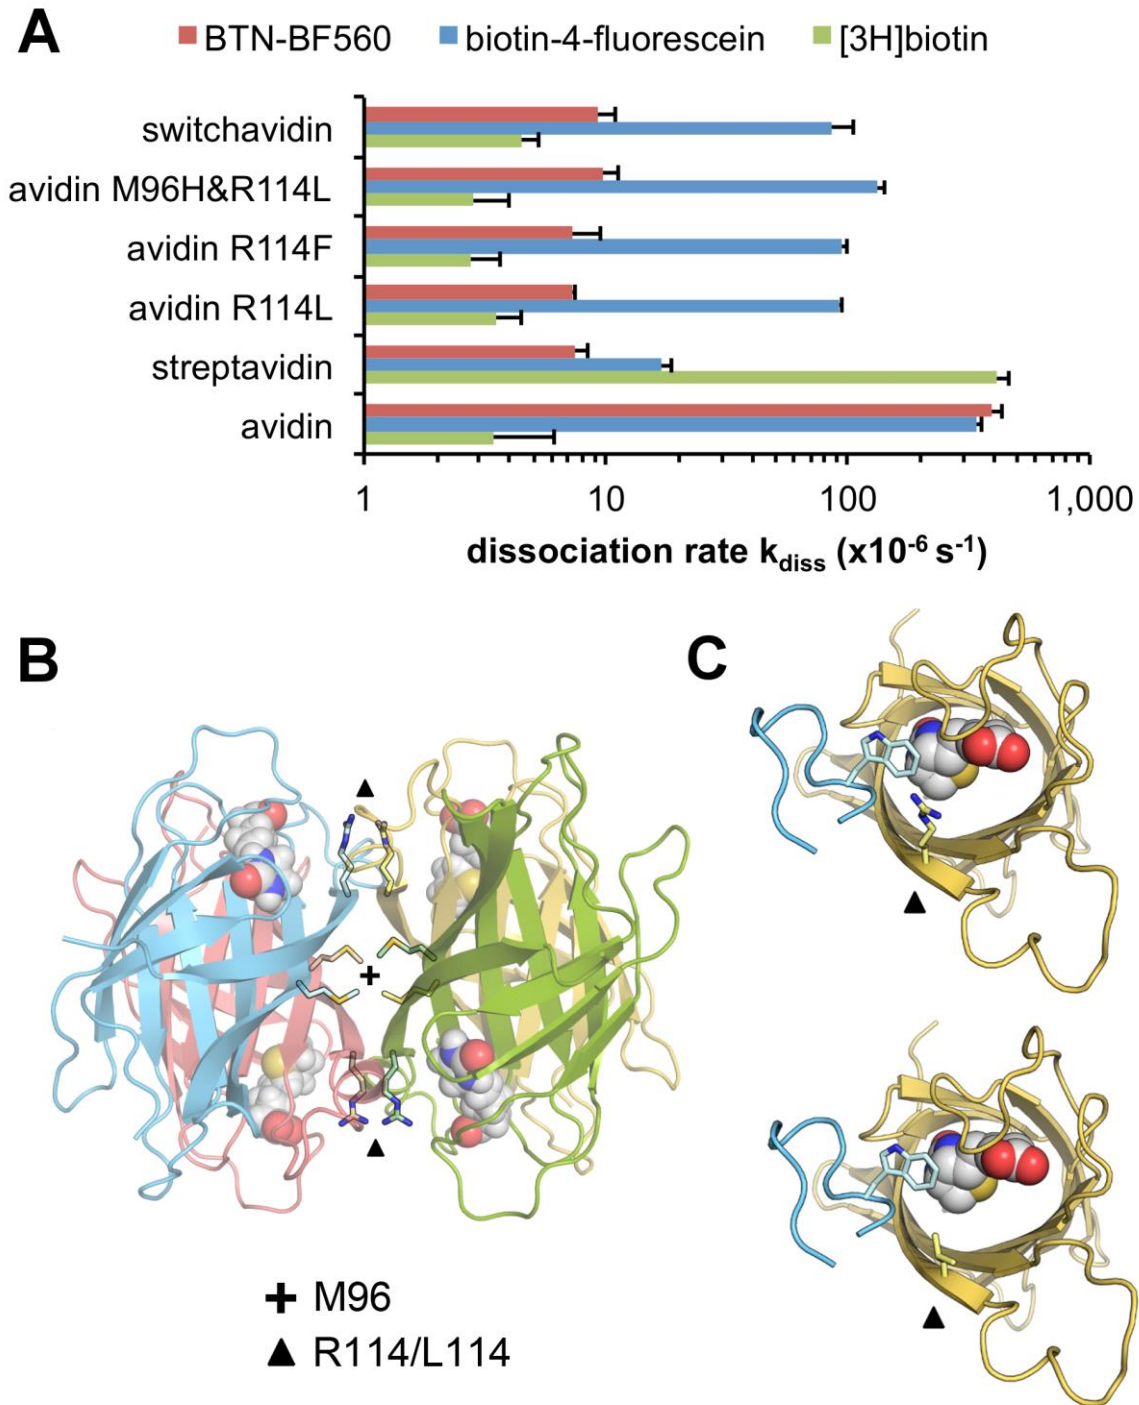 A
BTN-BF560 biotin-4-fluorescein [3H]biotin
switchavidin
avidin M96H&R114L
avidin R114F
avidin R114L
streptavidin
avidin
1 10 100 1,000
dissociation rate kdiss (x10-6 s-1)
B C
+ M96
▲ R114/L114